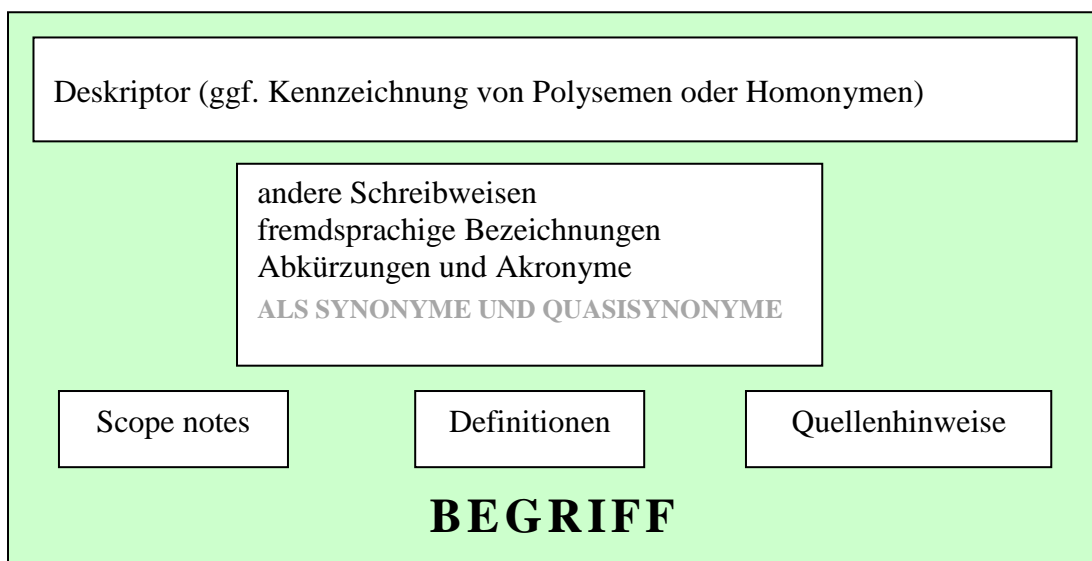 Deskriptor (ggf. Kennzeichnung von Polysemen oder Homonymen)
andere Schreibweisen
fremdsprachige Bezeichnungen
Abkürzungen und Akronyme
ALS SYNONYME UND QUASISYNONYME
Scope notes
Definitionen
Quellenhinweise
BEGRIFF